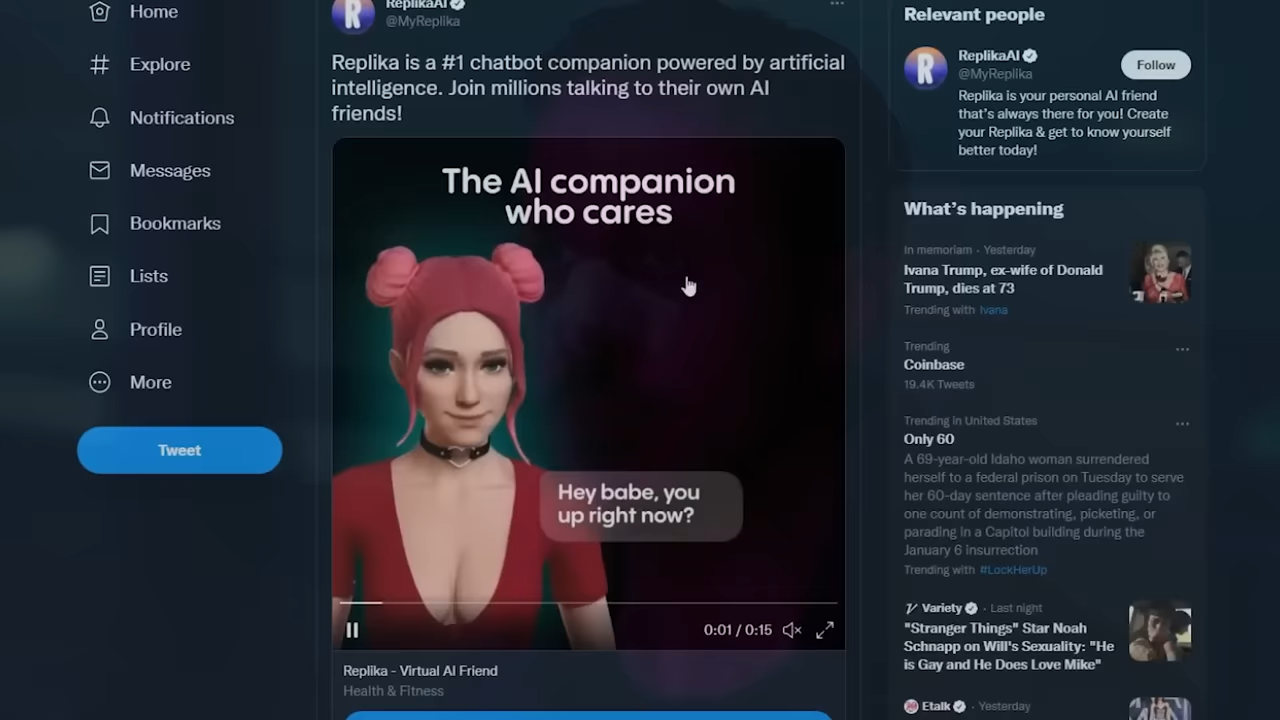 Home
Explore
Notifications
Messages
Bookmarks
Lists
Profile
More
Tweet
ReplikaAI
@MyReplika
Replika is a #1 chatbot companion powered by artificial
intelligence. Join millions talking to their own AI
friends!
The AI companion
who cares
Hey babe, you
up right now?
0:01 / 0:15
Replika - Virtual AI Friend
Health & Fitness
Relevant people
ReplikaAI
@MyReplika
Follow
Replika is your personal AI friend
that's always there for you! Create
your Replika & get to know yourself
better today!
What's happening
In memoriam · Yesterday
Ivana Trump, ex-wife of Donald
Trump, dies at 73
Trending with Ivana
Trending
Coinbase
19.4K Tweets
Trending in United States
Only 60
A 69-year-old Idaho woman surrendered
herself to a federal prison on Tuesday to serve
her 60-day sentence after pleading guilty to
one count of demonstrating, picketing, or
parading in a Capitol building during the
January 6 insurrection
Trending with #LockHerUp
Variety · Last night
"Stranger Things" Star Noah
Schnapp on Will's Sexuality: "He
is Gay and He Does Love Mike"
Etalk · Yesterday